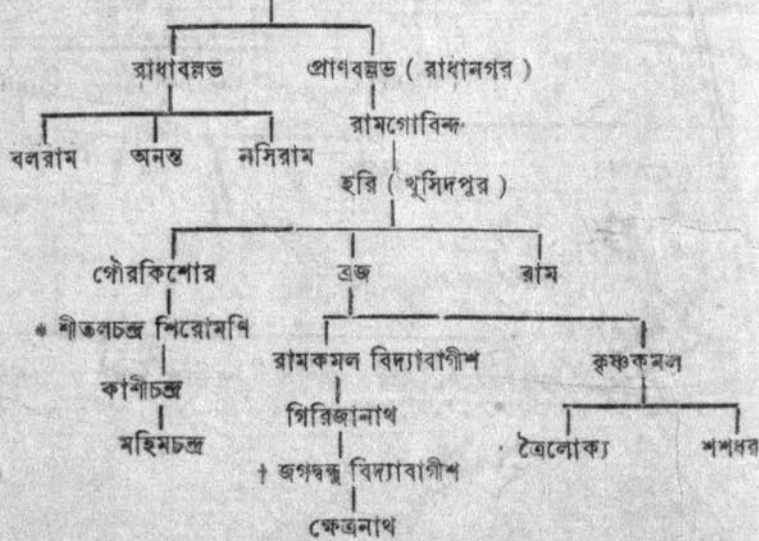 রাধাবল্লভ প্রাণবল্লভ ( রাধানগর )
রামগোবিন্দ
বলরাম অনন্ত নসিরাম
হরি ( খুসিদপুর )
গৌরকিশোর ব্রজ রাম
* শীতলচন্দ্র শিরোমণি
রামকমল বিদ্যাবাগীশ কৃষ্ণকমল
কাশীচন্দ্র
গিরিজানাথ
মহিমচন্দ্র ত্রৈলোক্য শশধর
† জগদ্বন্ধু বিদ্যাবাগীশ
ক্ষেত্রনাথ